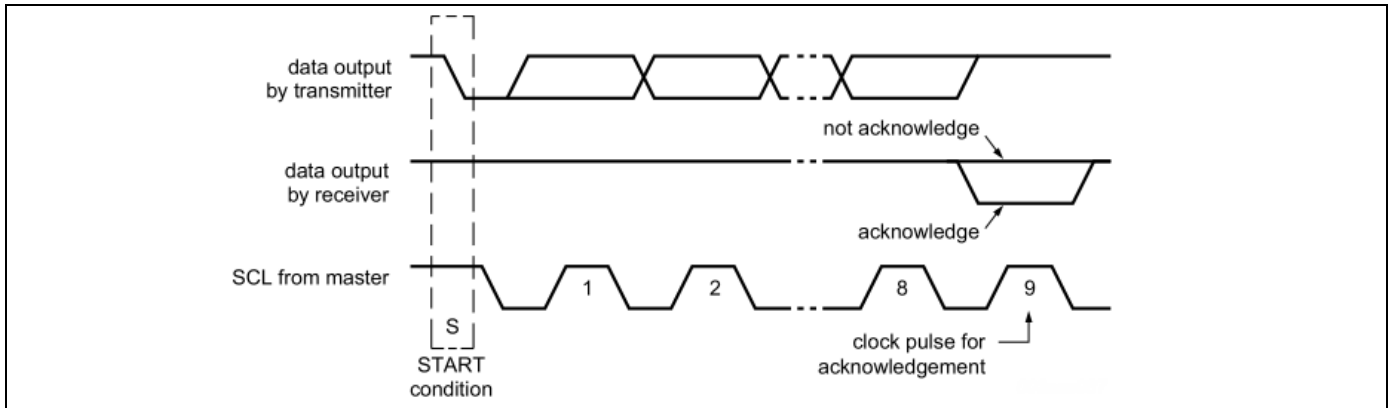 data output
by transmitter
not acknowledge
data output
by receiver
acknowledge
SCL from master
1
2
8
9
S
START
condition
clock pulse for
acknowledgement